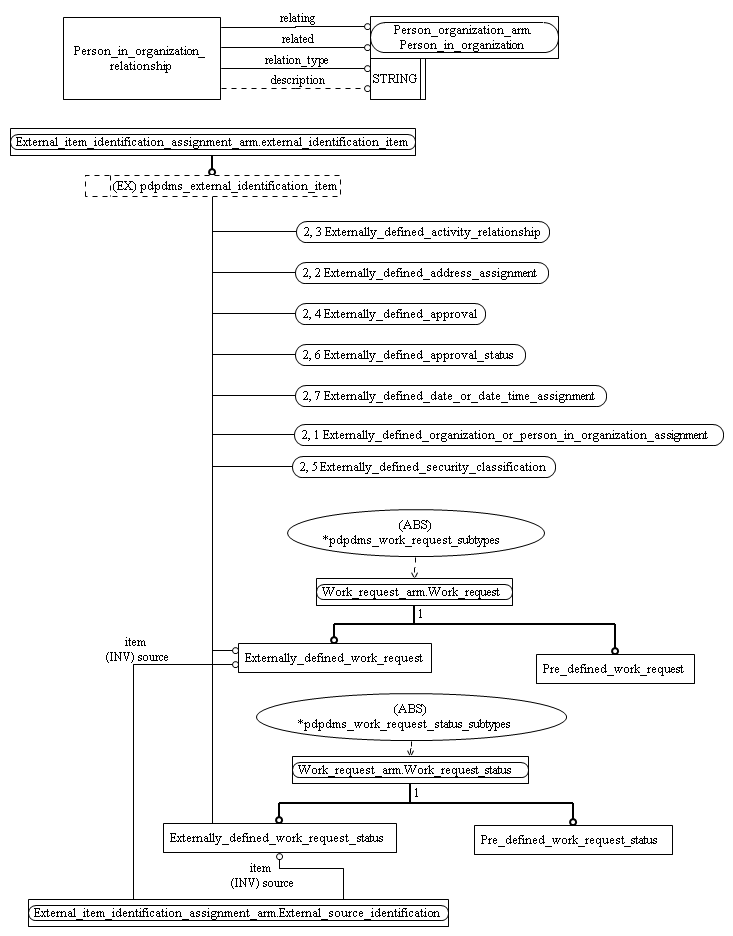 relating
Person_organization_arm.
Person_in_organization
Person_in_organization_
relationship
related
relation_type
STRING
description
External_item_identification_assignment_arm.external_identification_item
(EX) pdpdms_external_identification_item
2, 3 Externally_defined_activity_relationship
2, 2 Externally_defined_address_assignment
2, 4 Externally_defined_approval
2, 6 Externally_defined_approval_status
2, 7 Externally_defined_date_or_date_time_assignment
2, 1 Externally_defined_organization_or_person_in_organization_assignment
2, 5 Externally_defined_security_classification
(ABS)
*pdpdms_work_request_subtypes
Work_request_arm.Work_request
1
item
(INV) source
Externally_defined_work_request
Pre_defined_work_request
(ABS)
*pdpdms_work_request_status_subtypes
Work_request_arm.Work_request_status
1
Externally_defined_work_request_status
Pre_defined_work_request_status
item
(INV) source
External_item_identification_assignment_arm.External_source_identification